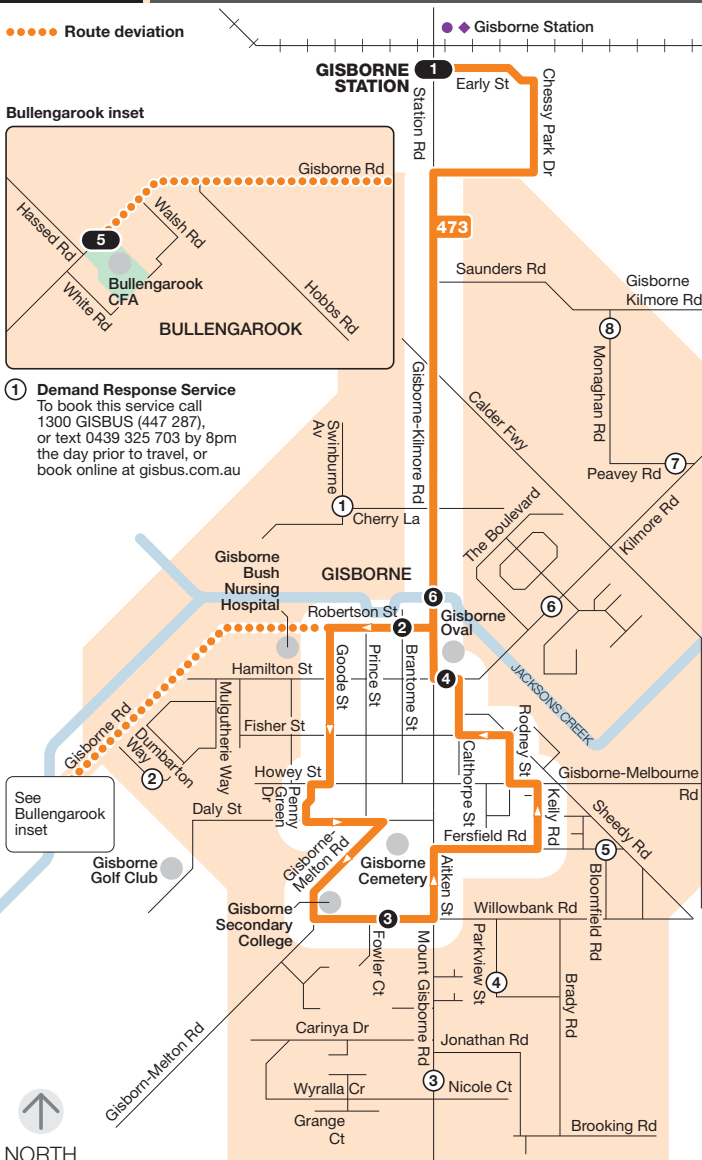 Route deviation
Gisborne Station
GISBORNE
STATION
1
Early St
Chessy Park Dr
Station Rd
Bullengarook inset
Gisborne Rd
Hassed Rd
Walsh Rd
5
Bullengarook
CFA
White Rd
Hobbs Rd
BULLENGAROOK
473
Saunders Rd
Gisborne
Kilmore Rd
8
Monaghan Rd
7
Peavey Rd
Kilmore Rd
1
Demand Response Service
To book this service call
1300 GISBUS (447 287),
or text 0439 325 703 by 8pm
the day prior to travel, or
book online at gisbus.com.au
Gisborne-Kilmore Rd
Calder Fwy
Swinburne
Av
1
Cherry La
The Boulevard
6
Gisborne
Bush
Nursing
Hospital
GISBORNE
6
Robertson St
2
Gisborne
Oval
4
JACKSONS CREEK
Hamilton St
Goode St
Prince St
Brantome St
Mulgutherie Way
Fisher St
Gisborne Rd
Dumbarton
Way
2
Howey St
Penny
Green
Dr
Calthorpe St
Rodney St
Gisborne-Melbourne
Rd
Keily Rd
Sheedy Rd
See
Bullengarook
inset
Daly St
Gisborne-
Melton Rd
Fersfield Rd
5
Gisborne
Golf Club
Gisborne
Cemetery
Aitken St
Bloomfield Rd
Gisborne
Secondary
College
3
Willowbank Rd
Fowler Ct
Mount Gisborne Rd
Parkview St
4
Brady Rd
Gisborn-Melton Rd
Carinya Dr
Jonathan Rd
3
Nicole Ct
Wyralla Cr
Grange
Ct
Brooking Rd
NORTH